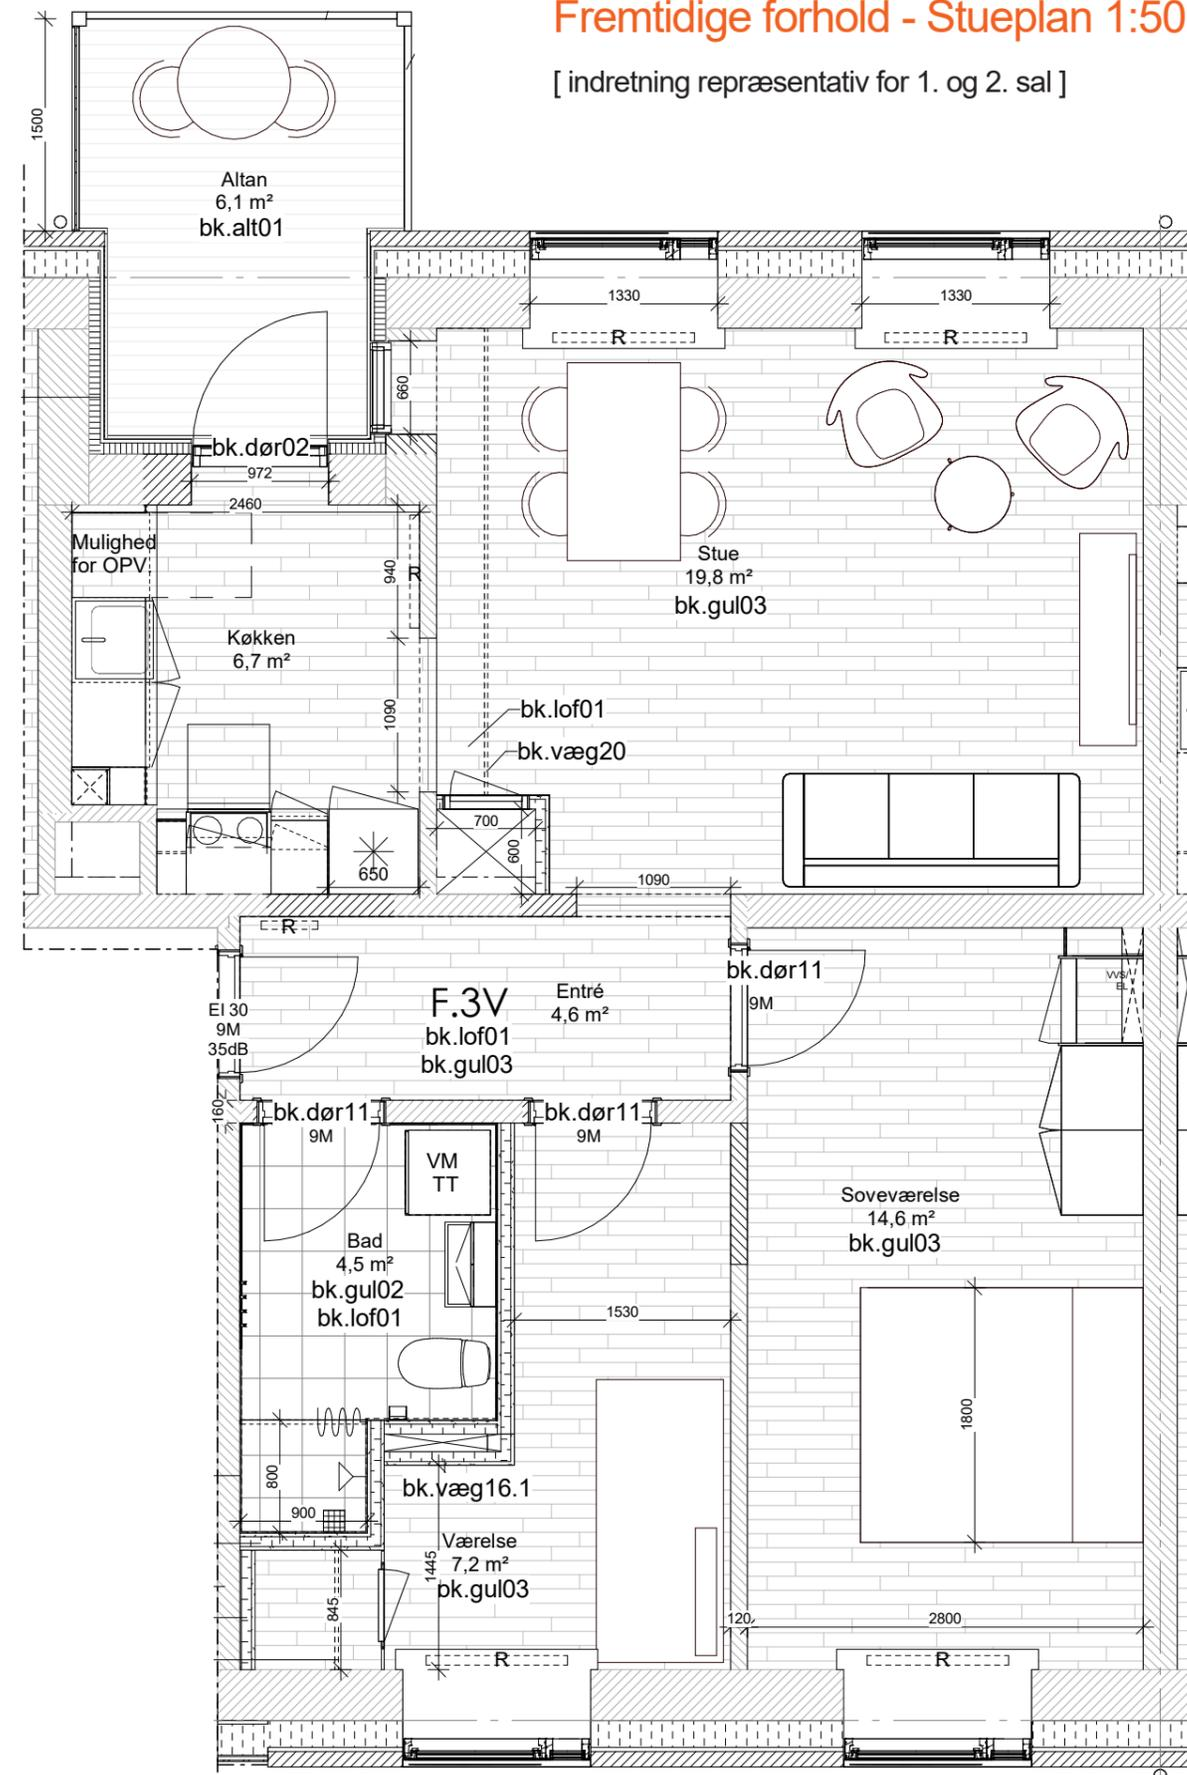 Fremtidige forhold - Stueplan 1:50
[ indretning repræsentativ for 1. og 2. sal ]
1500
Altan
6,1 m²
bk.alt01
1330
1330
R
R
660
bk.dør02
972
2460
Mulighed
for OPV
940
R
Stue
19,8 m²
bk.gul03
Køkken
6,7 m²
1090
bk.lof01
bk.væg20
700
600
650
1090
R
bk.dør11
9M
VVS/
EL
EI 30
9M
35dB
F.3V
bk.lof01
bk.gul03
Entré
4,6 m²
160
bk.dør11
9M
bk.dør11
9M
VM
TT
Soveværelse
14,6 m²
bk.gul03
Bad
4,5 m²
bk.gul02
bk.lof01
1530
1800
800
900
bk.væg16.1
Værelse
7,2 m²
bk.gul03
1445
845
120
2800
R
R